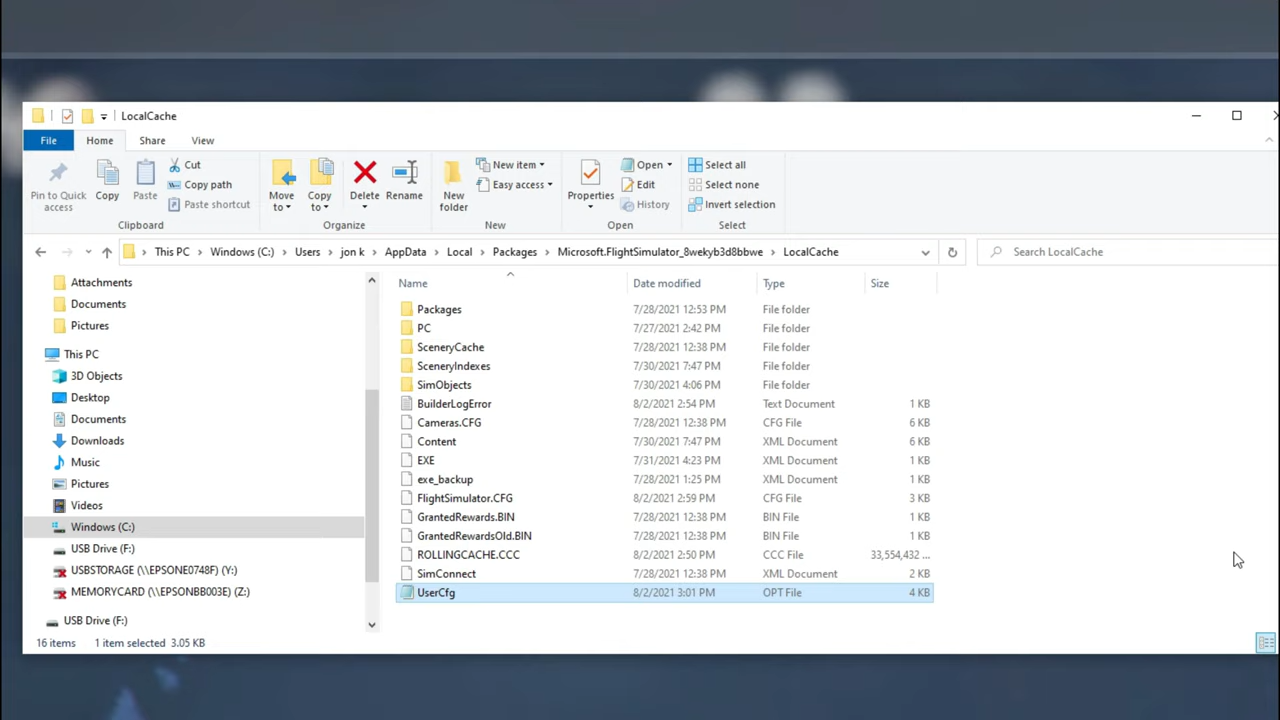 LocalCache
File Home Share View
Pin to Quick access
Copy
Paste
Cut
Copy path
Paste shortcut
Clipboard
Move to
Copy to
Delete
Rename
Organize
New folder
New item
Easy access
New
Properties
Open
Edit
History
Open
Select all
Select none
Invert selection
Select
This PC > Windows (C:) > Users > jon k > AppData > Local > Packages > Microsoft.FlightSimulator_8wekyb3d8bbwe > LocalCache
Search LocalCache
Attachments
Documents
Pictures
This PC
3D Objects
Desktop
Documents
Downloads
Music
Pictures
Videos
Windows (C:)
USB Drive (F:)
USBSTORAGE (\\EPSONE0748F) (Y:)
MEMORYCARD (\\EPSONBB003E) (Z:)
USB Drive (F:)
Name Date modified Type Size
Packages 7/28/2021 12:53 PM File folder
PC 7/27/2021 2:42 PM File folder
SceneryCache 7/28/2021 12:38 PM File folder
SceneryIndexes 7/30/2021 7:47 PM File folder
SimObjects 7/30/2021 4:06 PM File folder
BuilderLogError 8/2/2021 2:54 PM Text Document 1 KB
Cameras.CFG 7/28/2021 12:38 PM CFG File 6 KB
Content 7/30/2021 7:47 PM XML Document 6 KB
EXE 7/31/2021 4:23 PM XML Document 1 KB
exe_backup 7/28/2021 1:25 PM XML Document 1 KB
FlightSimulator.CFG 8/2/2021 2:59 PM CFG File 3 KB
GrantedRewards.BIN 7/28/2021 12:38 PM BIN File 1 KB
GrantedRewardsOld.BIN 7/28/2021 12:38 PM BIN File 1 KB
ROLLINGCACHE.CCC 8/2/2021 2:50 PM CCC File 33,554,432 ...
SimConnect 7/28/2021 12:38 PM XML Document 2 KB
UserCfg 8/2/2021 3:01 PM OPT File 4 KB
16 items 1 item selected 3.05 KB